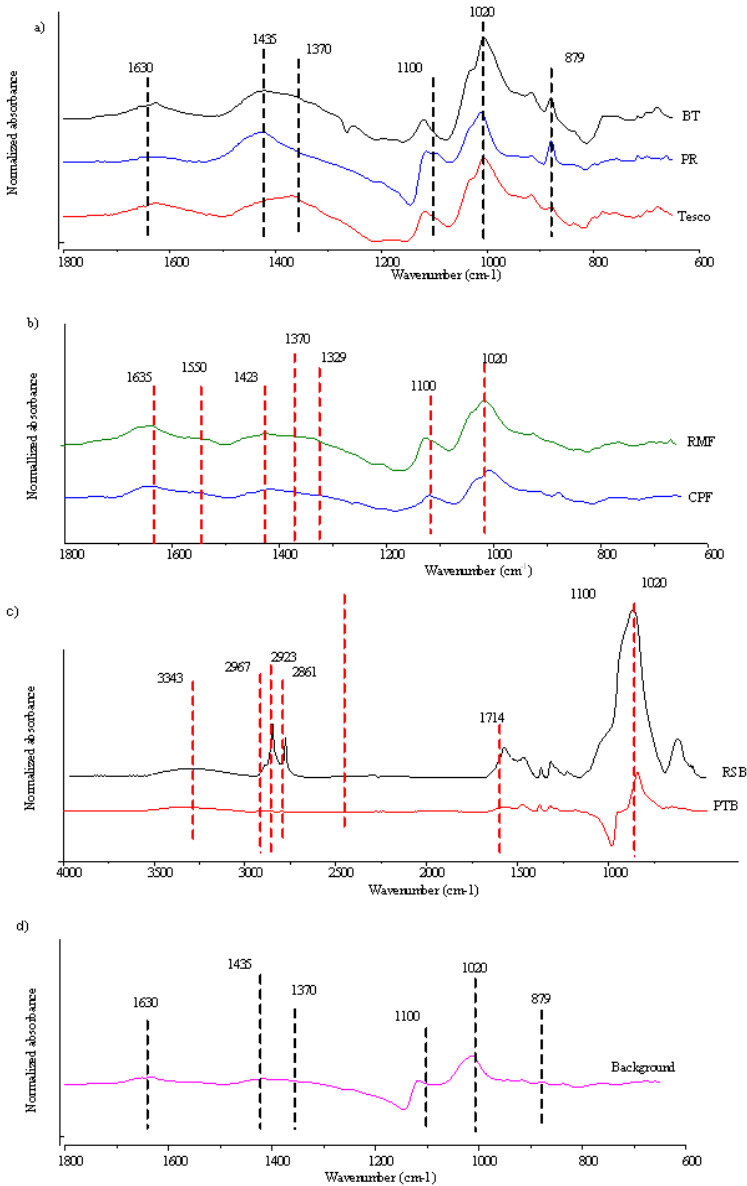 a)
1020
1435
1370
1630
1100
879
BT
PR
Tesco
Normalized absorbance
1800 1600 1400 1200 1000 800 600
Wavenumber (cm-1)
b)
1370
1550 1329
1635 1423 1100 1020
RMF
CPF
Normalized absorbance
1800 1600 1400 1200 1000 800 600
Wavenumber (cm-1)
c)
1100 1020
2923
2967 2861
3343
1714
RSB
PTB
Normalized absorbance
4000 3500 3000 2500 2000 1500 1000
Wavenumber (cm-1)
d)
1435 1020
1630 1370 879
1100
Background
Normalized absorbance
1800 1600 1400 1200 1000 800 600
Wavenumber (cm-1)